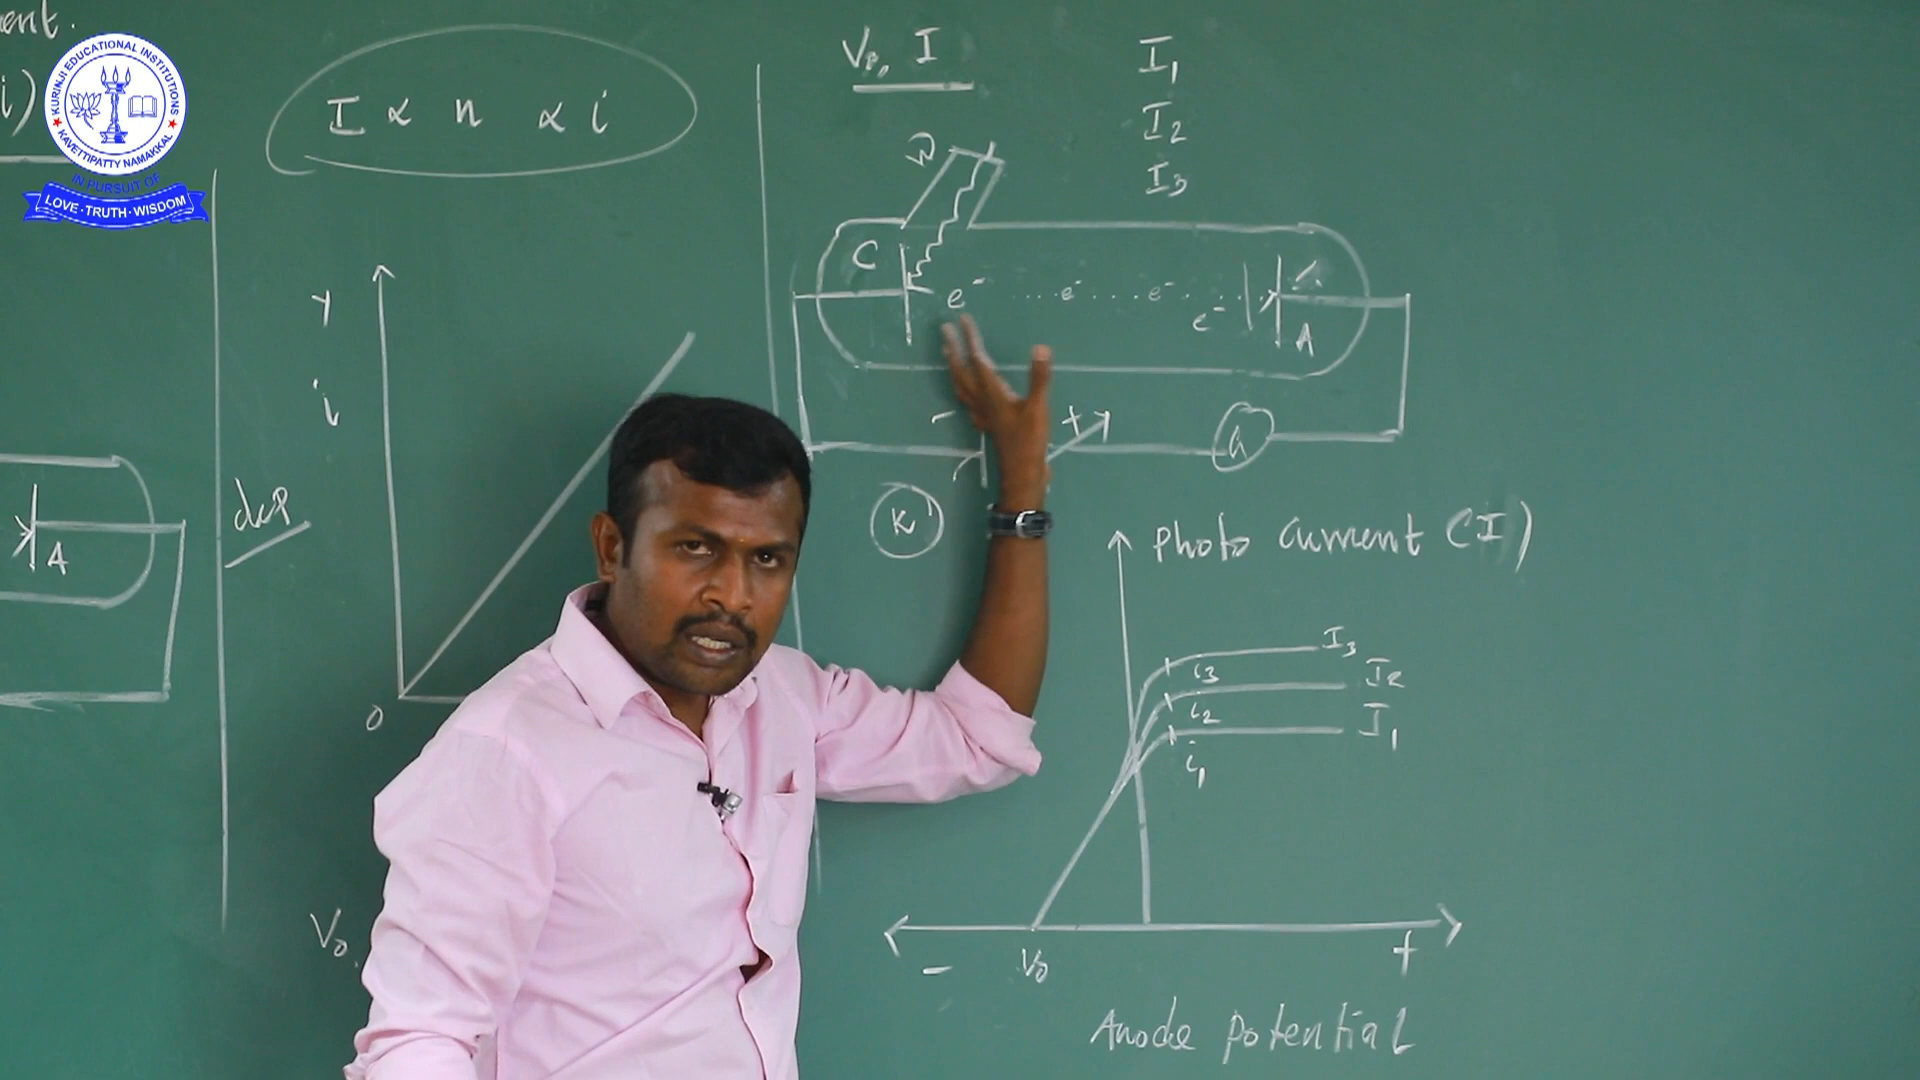 ent.
i)
KURINJI EDUCATIONAL INSTITUTIONS
KAVETTIPATTY NAMAKKAL
IN PURSUIT OF
LOVE · TRUTH · WISDOM
I ∝ n ∝ i
y
i
0
dep
A
V₀
I
I₁
I₂
I₃
W
C
e⁻ .... e⁻ .... e⁻
e⁻
A
- +
G
K
Photo current (I)
i₃ I₃
i₂ I₂
i₁ I₁
- V₀ +
Anode Potential